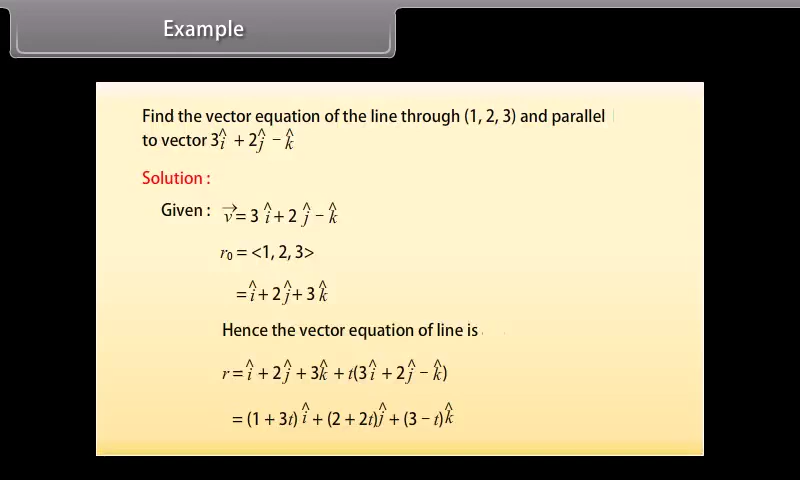 Example
Find the vector equation of the line through (1, 2, 3) and parallel
to vector 3î + 2ĵ − k̂
Solution :
Given : v⃗ = 3 î + 2 ĵ − k̂
r₀ = <1, 2, 3>
= î + 2 ĵ + 3 k̂
Hence the vector equation of line is
r = î + 2ĵ + 3k̂ + t(3 î + 2ĵ − k̂)
= (1 + 3t) î + (2 + 2t)ĵ + (3 − t)k̂